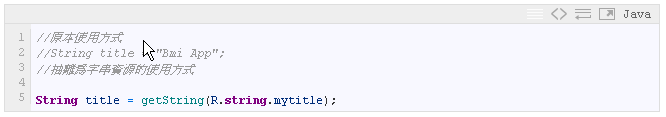 Java
1 //原本使用方式
2 //String title = "Bmi App";
3 //抽離為字串資源的使用方式
4
5 String title = getString(R.string.mytitle);